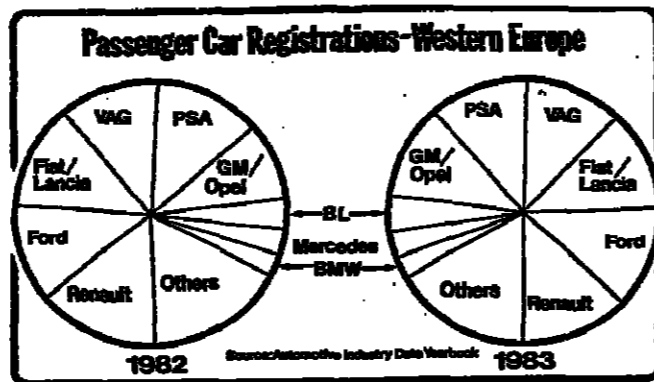 Passenger Car Registrations-Western Europe
VAG
PSA
Fiat/
Lancia
GM/
Opel
Ford
Renault
Others
1982
BL
Mercedes
BMW
PSA
VAG
GM/
Opel
Fiat/
Lancia
Ford
Others
Renault
1983
Source:Automotive Industry Data Yearbook